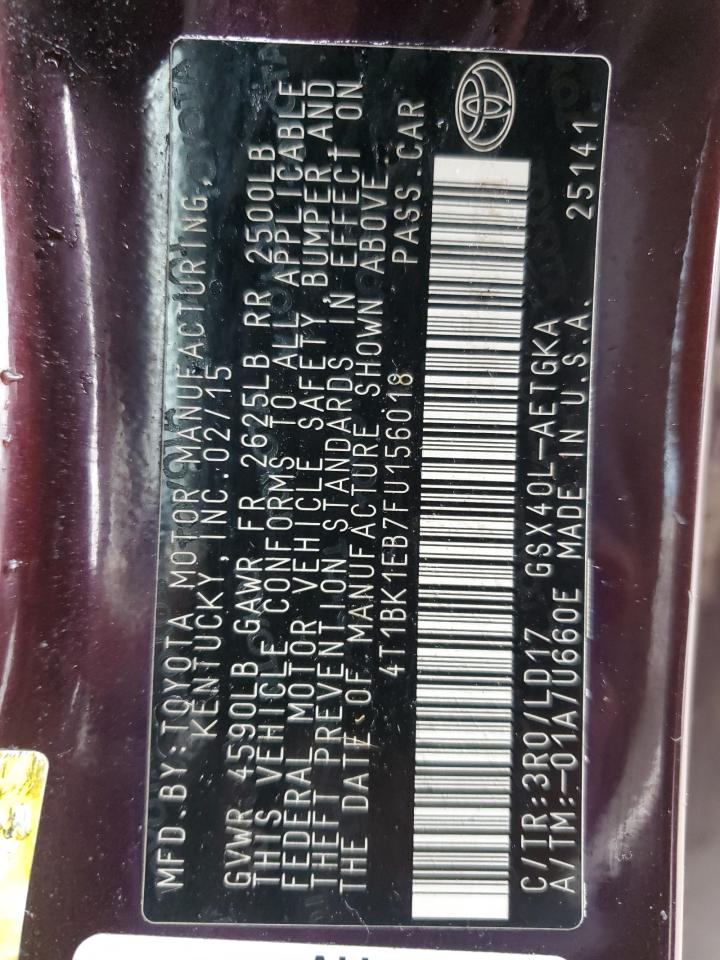 MFD.BY:TOYOTA MOTOR MANUFACTURING,
KENTUCKY,INC.02/15
GVWR 4590LB GAWR FR 2625LB RR 2500LB
THIS VEHICLE CONFORMS TO ALL APPLICABLE
FEDERAL MOTOR VEHICLE SAFETY, BUMPER AND
THEFT PREVENTION STANDARDS IN EFFECT ON
THE DATE OF MANUFACTURE SHOWN ABOVE.
4T1BK1EB7FU156018 PASS.CAR
C/TR:3R0/LD17 GSX40L-AETGKA 25141
A/TM:-01A/U660E MADE IN U.S.A.